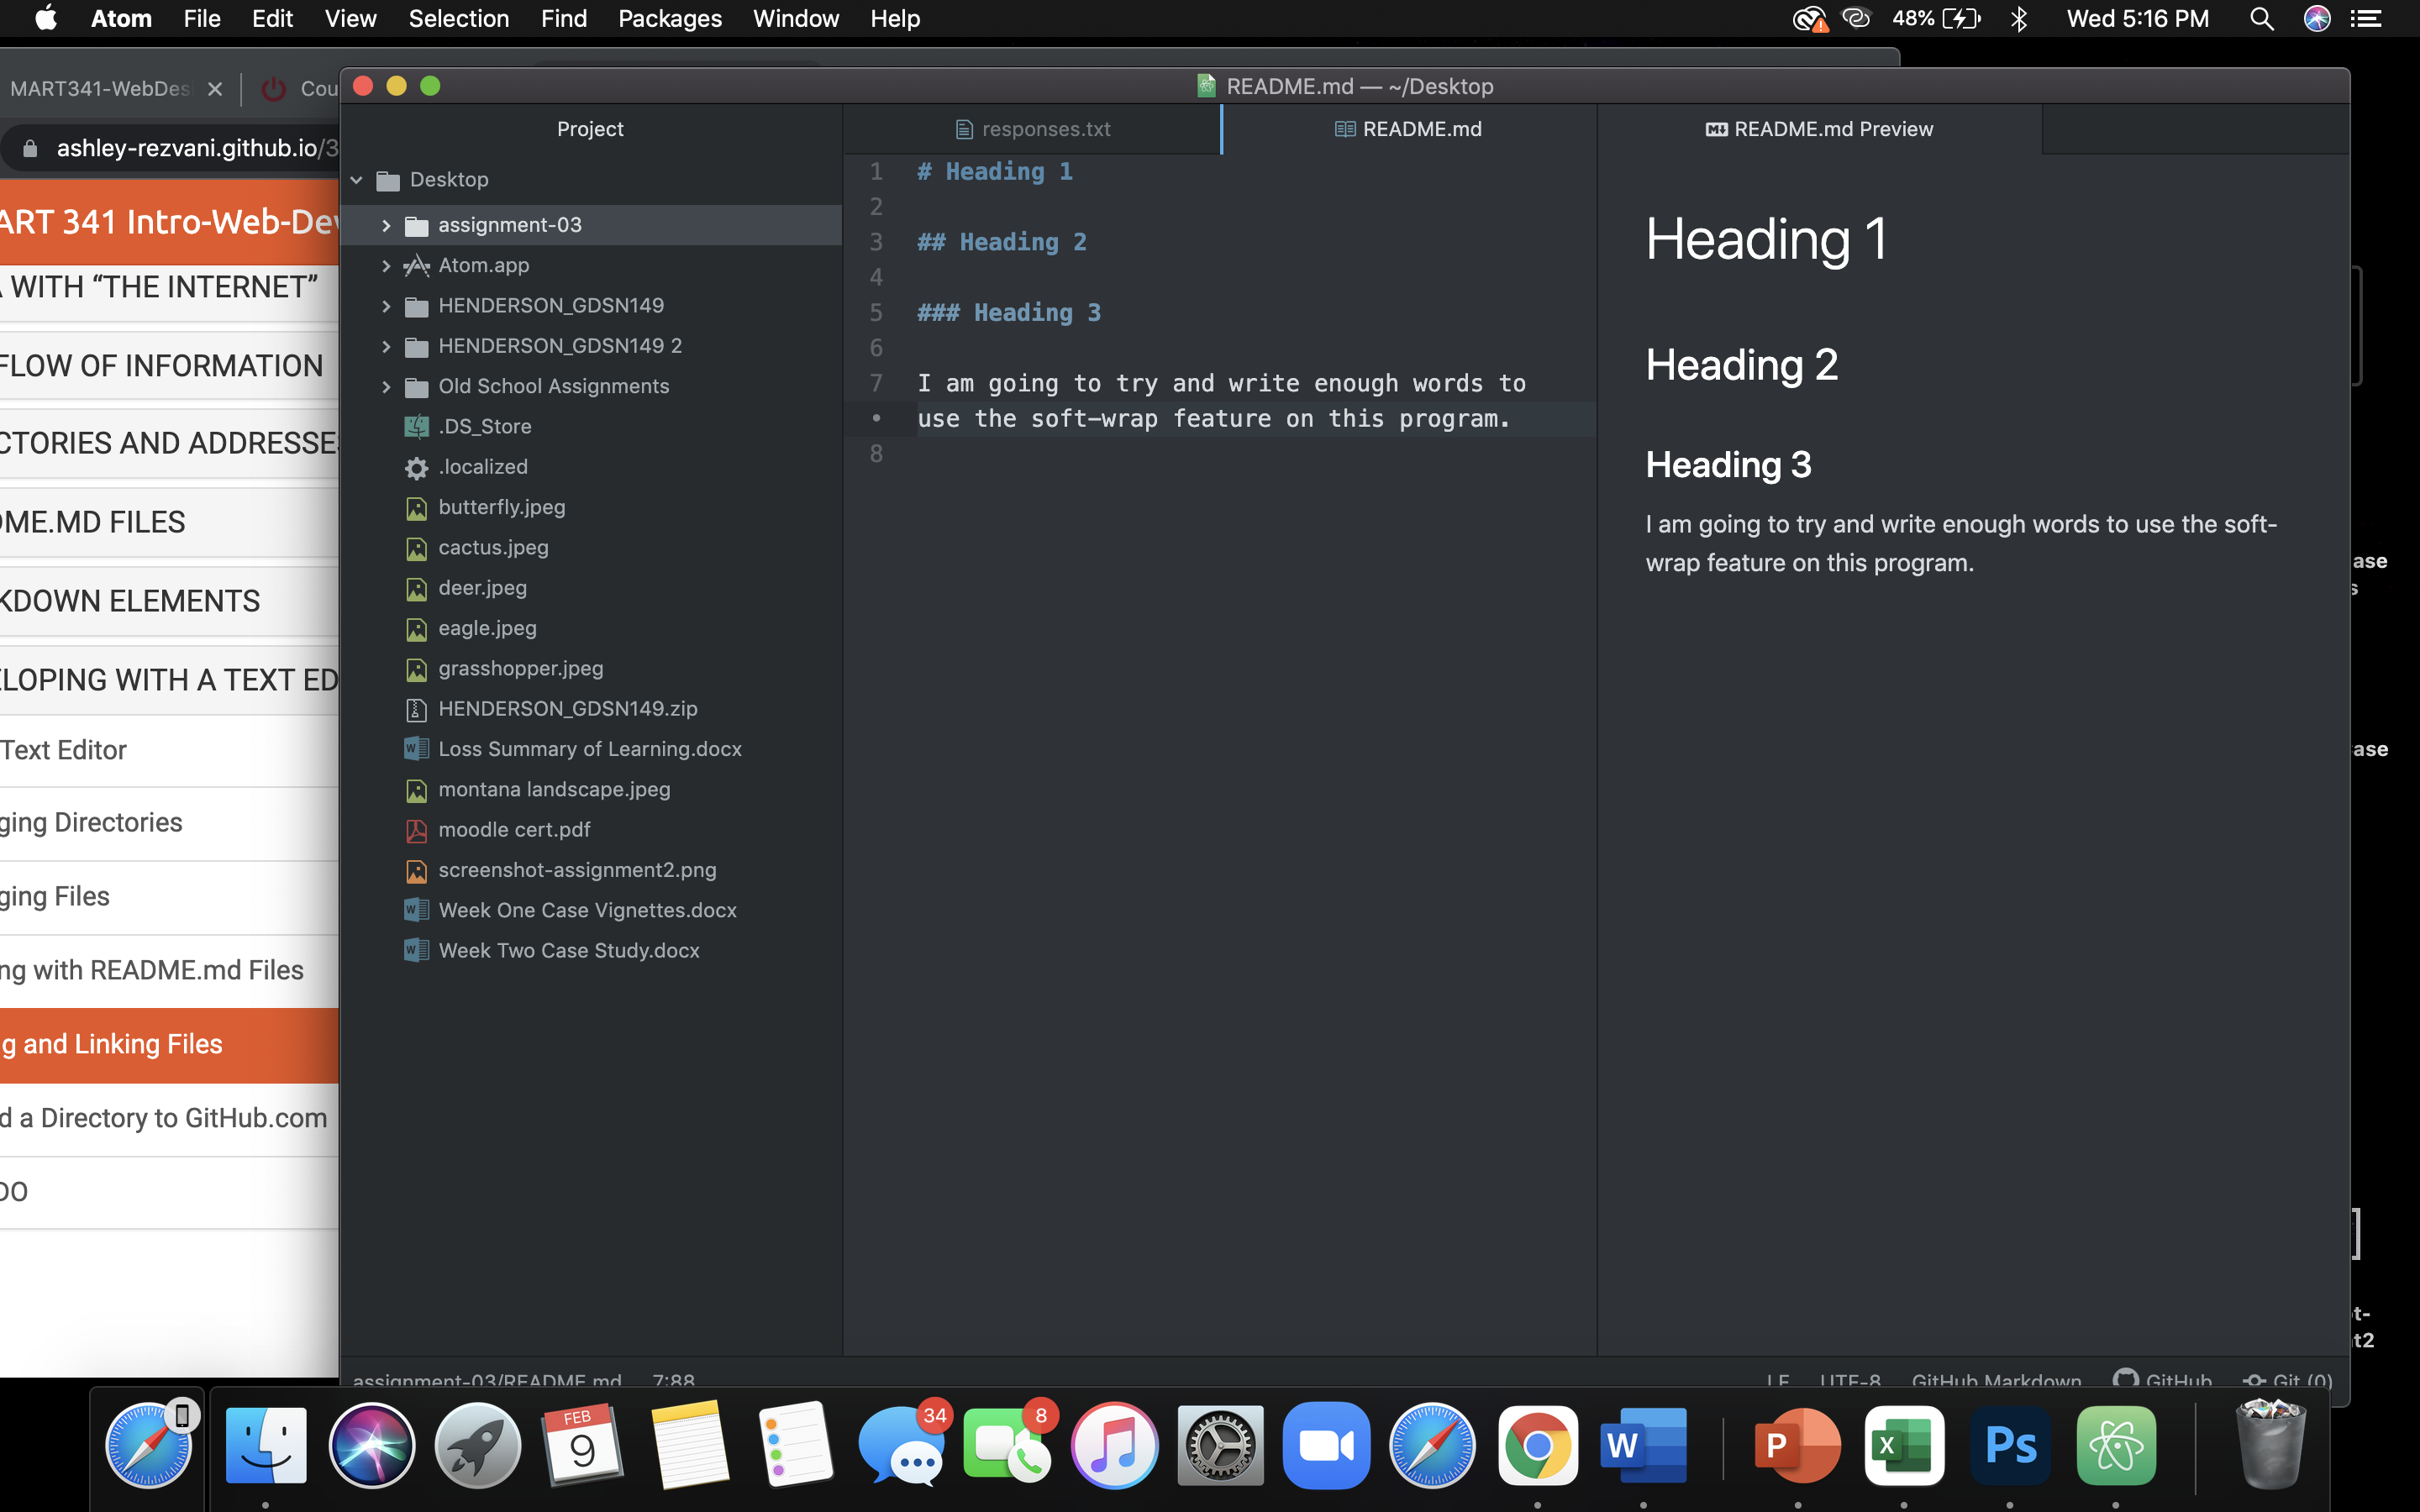 Atom File Edit View Selection Find Packages Window Help 48% Wed 5:16 PM
MART341-WebDes Cou
ashley-rezvani.github.io/3
ART 341 Intro-Web-De
WITH “THE INTERNET”
FLOW OF INFORMATION
CTORIES AND ADDRESSE
OME.MD FILES
KDOWN ELEMENTS
ELOPING WITH A TEXT ED
Text Editor
ging Directories
ging Files
ng with README.md Files
g and Linking Files
d a Directory to GitHub.com
DO
README.md — ~/Desktop
Project
Desktop
assignment-03
Atom.app
HENDERSON_GDSN149
HENDERSON_GDSN149 2
Old School Assignments
.DS_Store
.localized
butterfly.jpeg
cactus.jpeg
deer.jpeg
eagle.jpeg
grasshopper.jpeg
HENDERSON_GDSN149.zip
Loss Summary of Learning.docx
montana landscape.jpeg
moodle cert.pdf
screenshot-assignment2.png
Week One Case Vignettes.docx
Week Two Case Study.docx
responses.txt README.md README.md Preview
1 # Heading 1
2
3 ## Heading 2
4
5 ### Heading 3
6
7 I am going to try and write enough words to
• use the soft-wrap feature on this program.
8
Heading 1
Heading 2
Heading 3
I am going to try and write enough words to use the soft-
wrap feature on this program.
ase
s
ase
t-
t2
assignment-03/README.md 7:88 LF UTF-8 GitHub Markdown GitHub Git (0)
FEB
9
34
8
W
P
X
Ps